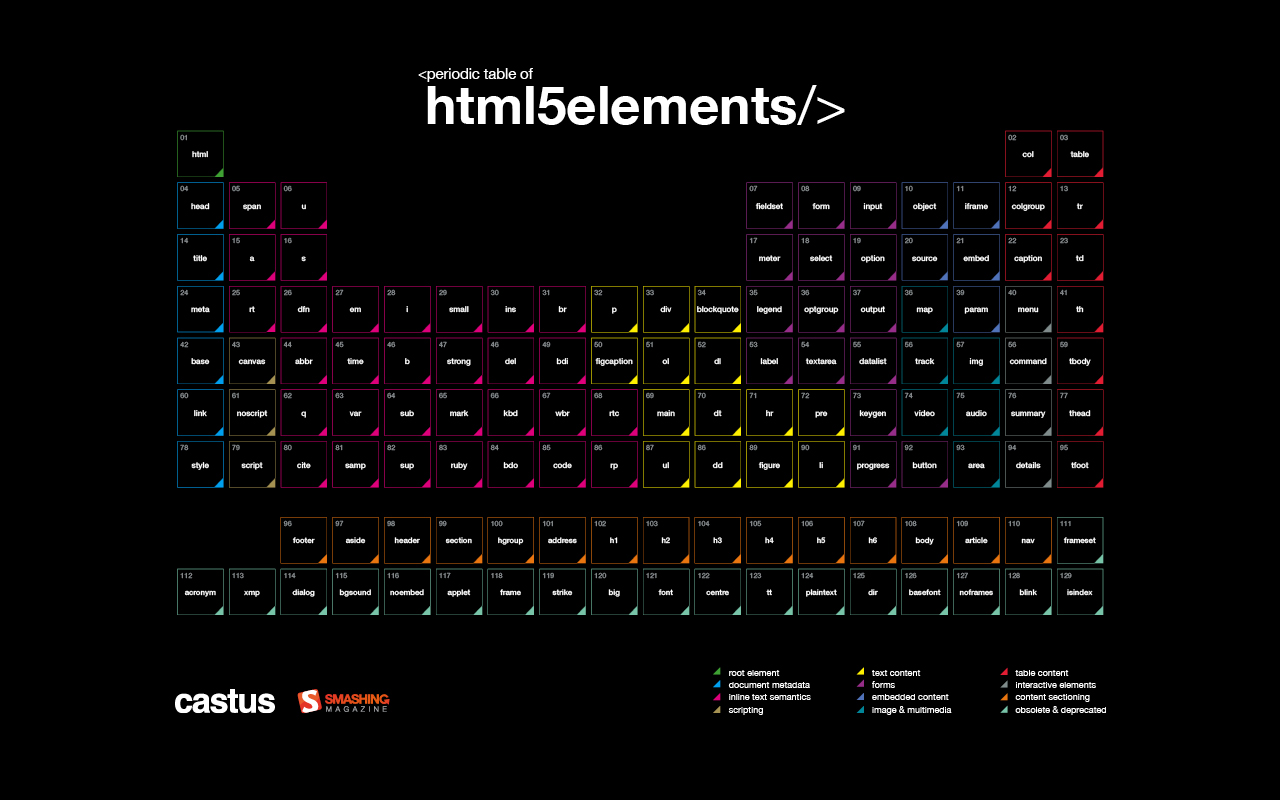 <periodic table of
html5elements/>
01 02 03
html col table
04 05 06 07 08 09 10 11 12 13
head span u fieldset form input object iframe colgroup tr
14 15 16 17 18 19 20 21 22 23
title a s meter select option source embed caption td
24 25 26 27 28 29 30 31 32 33 34 35 36 37 38 39 40 41
meta rt dfn em i small ins br p div blockquote legend optgroup output map param menu th
42 43 44 45 46 47 48 49 50 51 52 53 54 55 56 57 58 59
base canvas abbr time b strong del bdi figcaption ol dl label textarea datalist track img command tbody
60 61 62 63 64 65 66 67 68 69 70 71 72 73 74 75 76 77
link noscript q var sub mark kbd wbr rtc main dt hr pre keygen video audio summary thead
78 79 80 81 82 83 84 85 86 87 88 89 90 91 92 93 94 95
style script cite samp sup ruby bdo code rp ul dd figure li progress button area details tfoot
96 97 98 99 100 101 102 103 104 105 106 107 108 109 110 111
footer aside header section hgroup address h1 h2 h3 h4 h5 h6 body article nav frameset
112 113 114 115 116 117 118 119 120 121 122 123 124 125 126 127 128 129
acronym xmp dialog bgsound noembed applet frame strike big font centre tt plaintext dir basefont noframes blink isindex
root element text content table content
document metadata forms interactive elements
inline text semantics embedded content content sectioning
scripting image & multimedia obsolete & deprecated
castus
S SMASHING
MAGAZINE